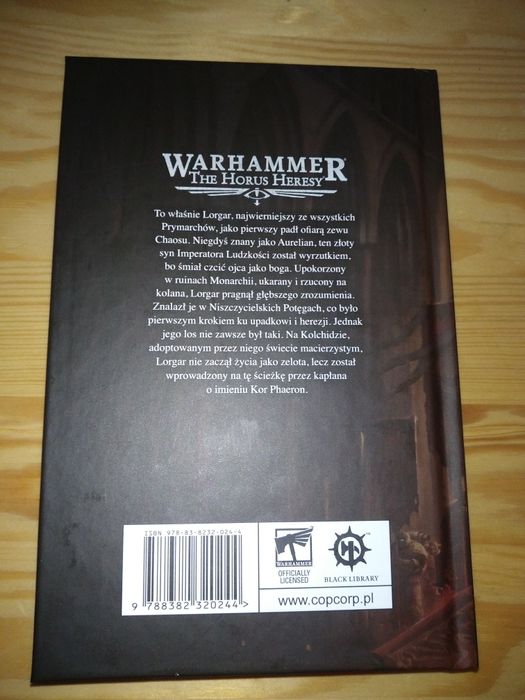 WARHAMMER®
THE HORUS HERESY
To właśnie Lorgar, najwierniejszy ze wszystkich
Prymarchów, jako pierwszy padł ofiarą zewu
Chaosu. Niegdyś znany jako Aurelian, ten złoty
syn Imperatora Ludzkości został wyrzutkiem,
bo śmiał czcić ojca jako boga. Upokorzony
w ruinach Monarchii, ukarany i rzucony na
kolana, Lorgar pragnął głębszego zrozumienia.
Znalazł je w Niszczycielskich Potęgach, co było
pierwszym krokiem ku upadkowi i herezji. Jednak
jego los nie zawsze był taki. Na Kolchidzie,
adoptowanym przez niego świecie macierzystym,
Lorgar nie zaczął życia jako zelota, lecz został
wprowadzony na tę ścieżkę przez kapłana
o imieniu Kor Phaeron.
ISBN 978-83-8232-024-4
9 788382 320244 >
WARHAMMER
OFFICIALLY
LICENSED
BLACK LIBRARY
www.copcorp.pl